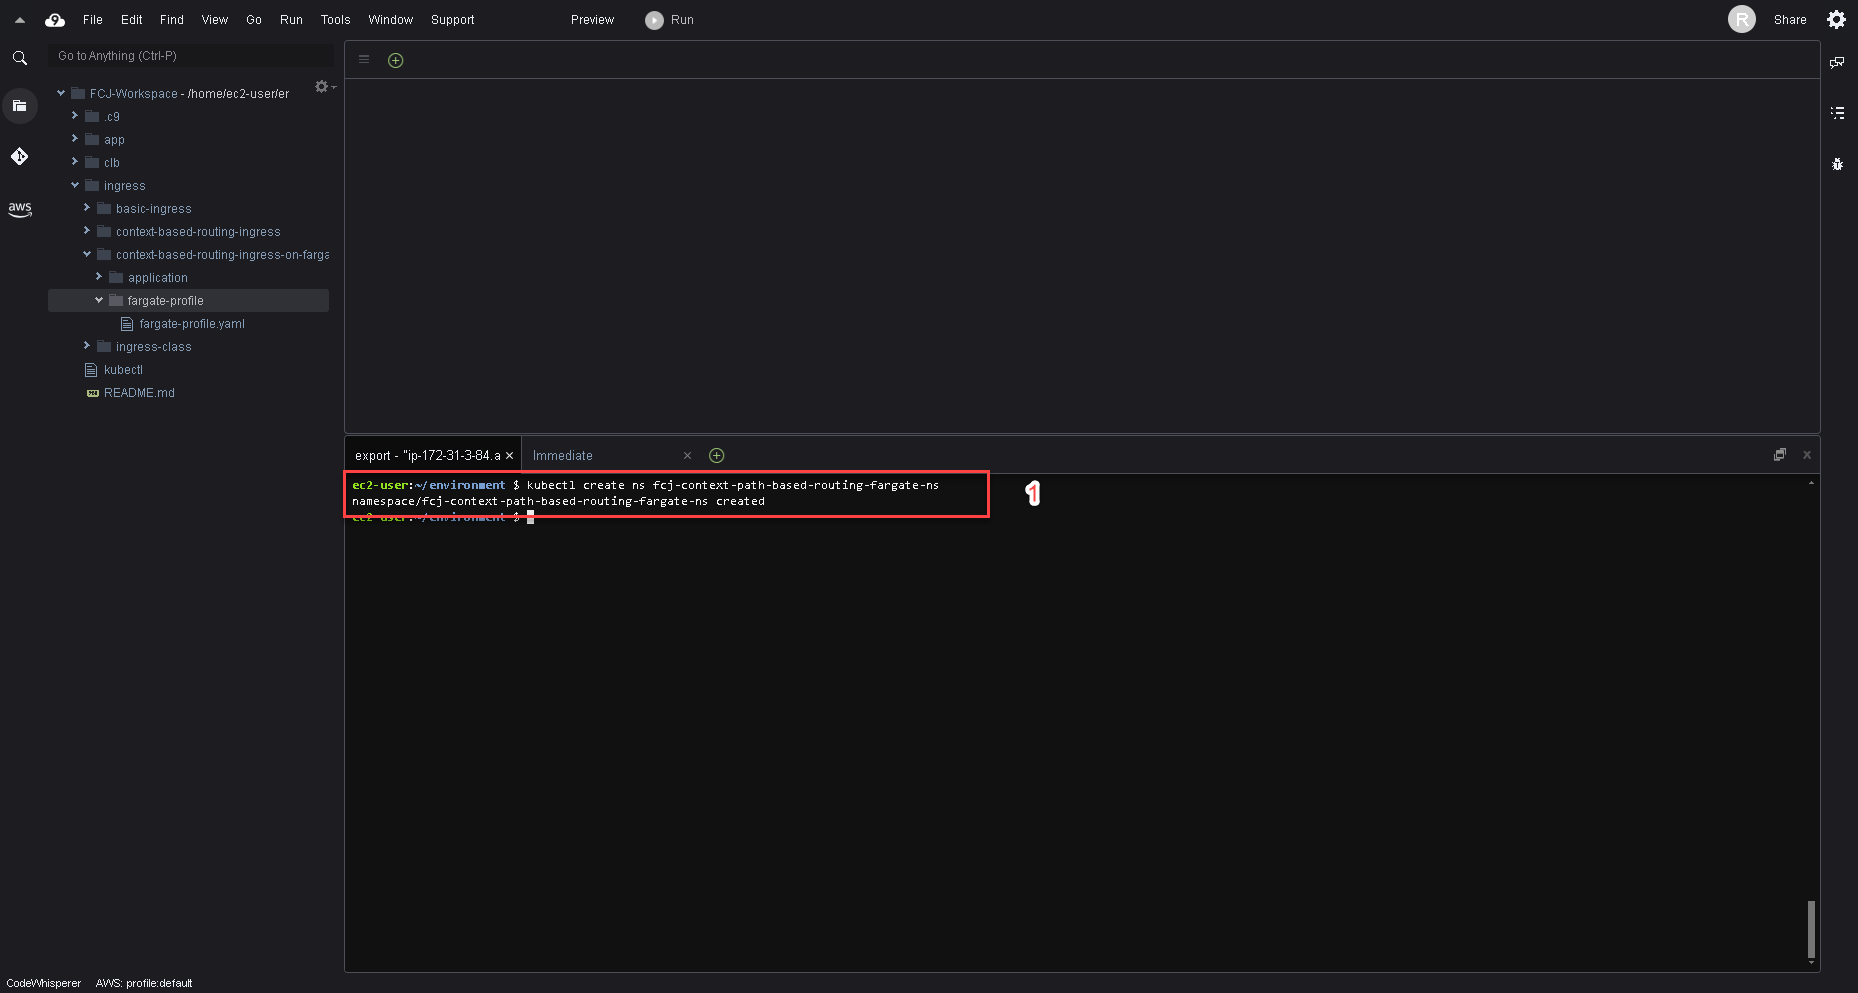 9 File Edit Find View Go Run Tools Window Support Preview Run R Share
Go to Anything (Ctrl-P)
FCJ-Workspace - /home/ec2-user/er
.c9
app
clb
aws
ingress
basic-ingress
context-based-routing-ingress
context-based-routing-ingress-on-farga
application
fargate-profile
fargate-profile.yaml
ingress-class
kubectl
README.md
export - "ip-172-31-3-84.a Immediate
ec2-user:~/environment $ kubectl create ns fcj-context-path-based-routing-fargate-ns
namespace/fcj-context-path-based-routing-fargate-ns created
ec2-user:~/environment $
1
CodeWhisperer AWS: profile:default